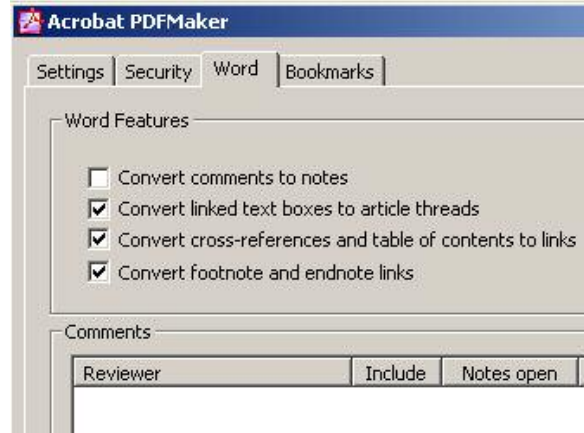 Acrobat PDFMaker
Settings Security Word Bookmarks
Word Features
Convert comments to notes
Convert linked text boxes to article threads
Convert cross-references and table of contents to links
Convert footnote and endnote links
Comments
Reviewer Include Notes open